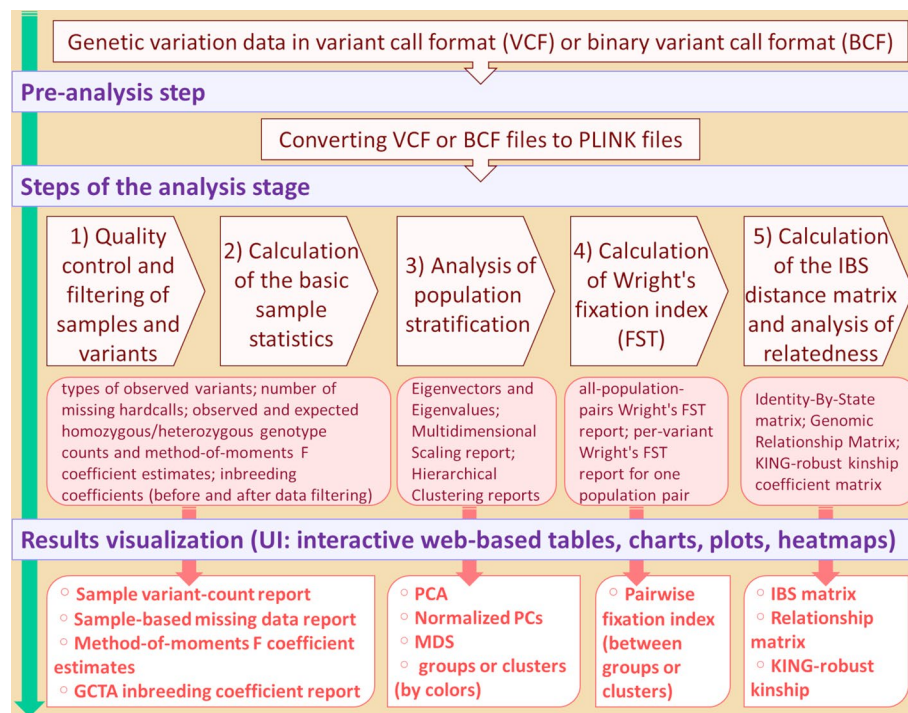 Genetic variation data in variant call format (VCF) or binary variant call format (BCF)
Pre-analysis step
Converting VCF or BCF files to PLINK files
Steps of the analysis stage
1) Quality
control and
filtering of
samples and
variants
2) Calculation
of the basic
sample
statistics
3) Analysis of
population
stratification
4) Calculation
of Wright's
fixation index
(FST)
5) Calculation
of the IBS
distance matrix
and analysis of
relatedness
types of observed variants; number of
missing hardcalls; observed and expected
homozygous/heterozygous genotype
counts and method-of-moments F
coefficient estimates; inbreeding
coefficients (before and after data filtering)
Eigenvectors and
Eigenvalues;
Multidimensional
Scaling report;
Hierarchical
Clustering reports
all-population-
pairs Wright's FST
report; per-variant
Wright's FST
report for one
population pair
Identity-By-State
matrix; Genomic
Relationship Matrix;
KING-robust kinship
coefficient matrix
Results visualization (UI: interactive web-based tables, charts, plots, heatmaps)
◦ Sample variant-count report
◦ Sample-based missing data report
◦ Method-of-moments F coefficient
estimates
◦ GCTA inbreeding coefficient report
◦ PCA
◦ Normalized PCs
◦ MDS
◦ groups or clusters
(by colors)
◦ Pairwise
fixation index
(between
groups or
clusters)
◦ IBS matrix
◦ Relationship
matrix
◦ KING-robust
kinship